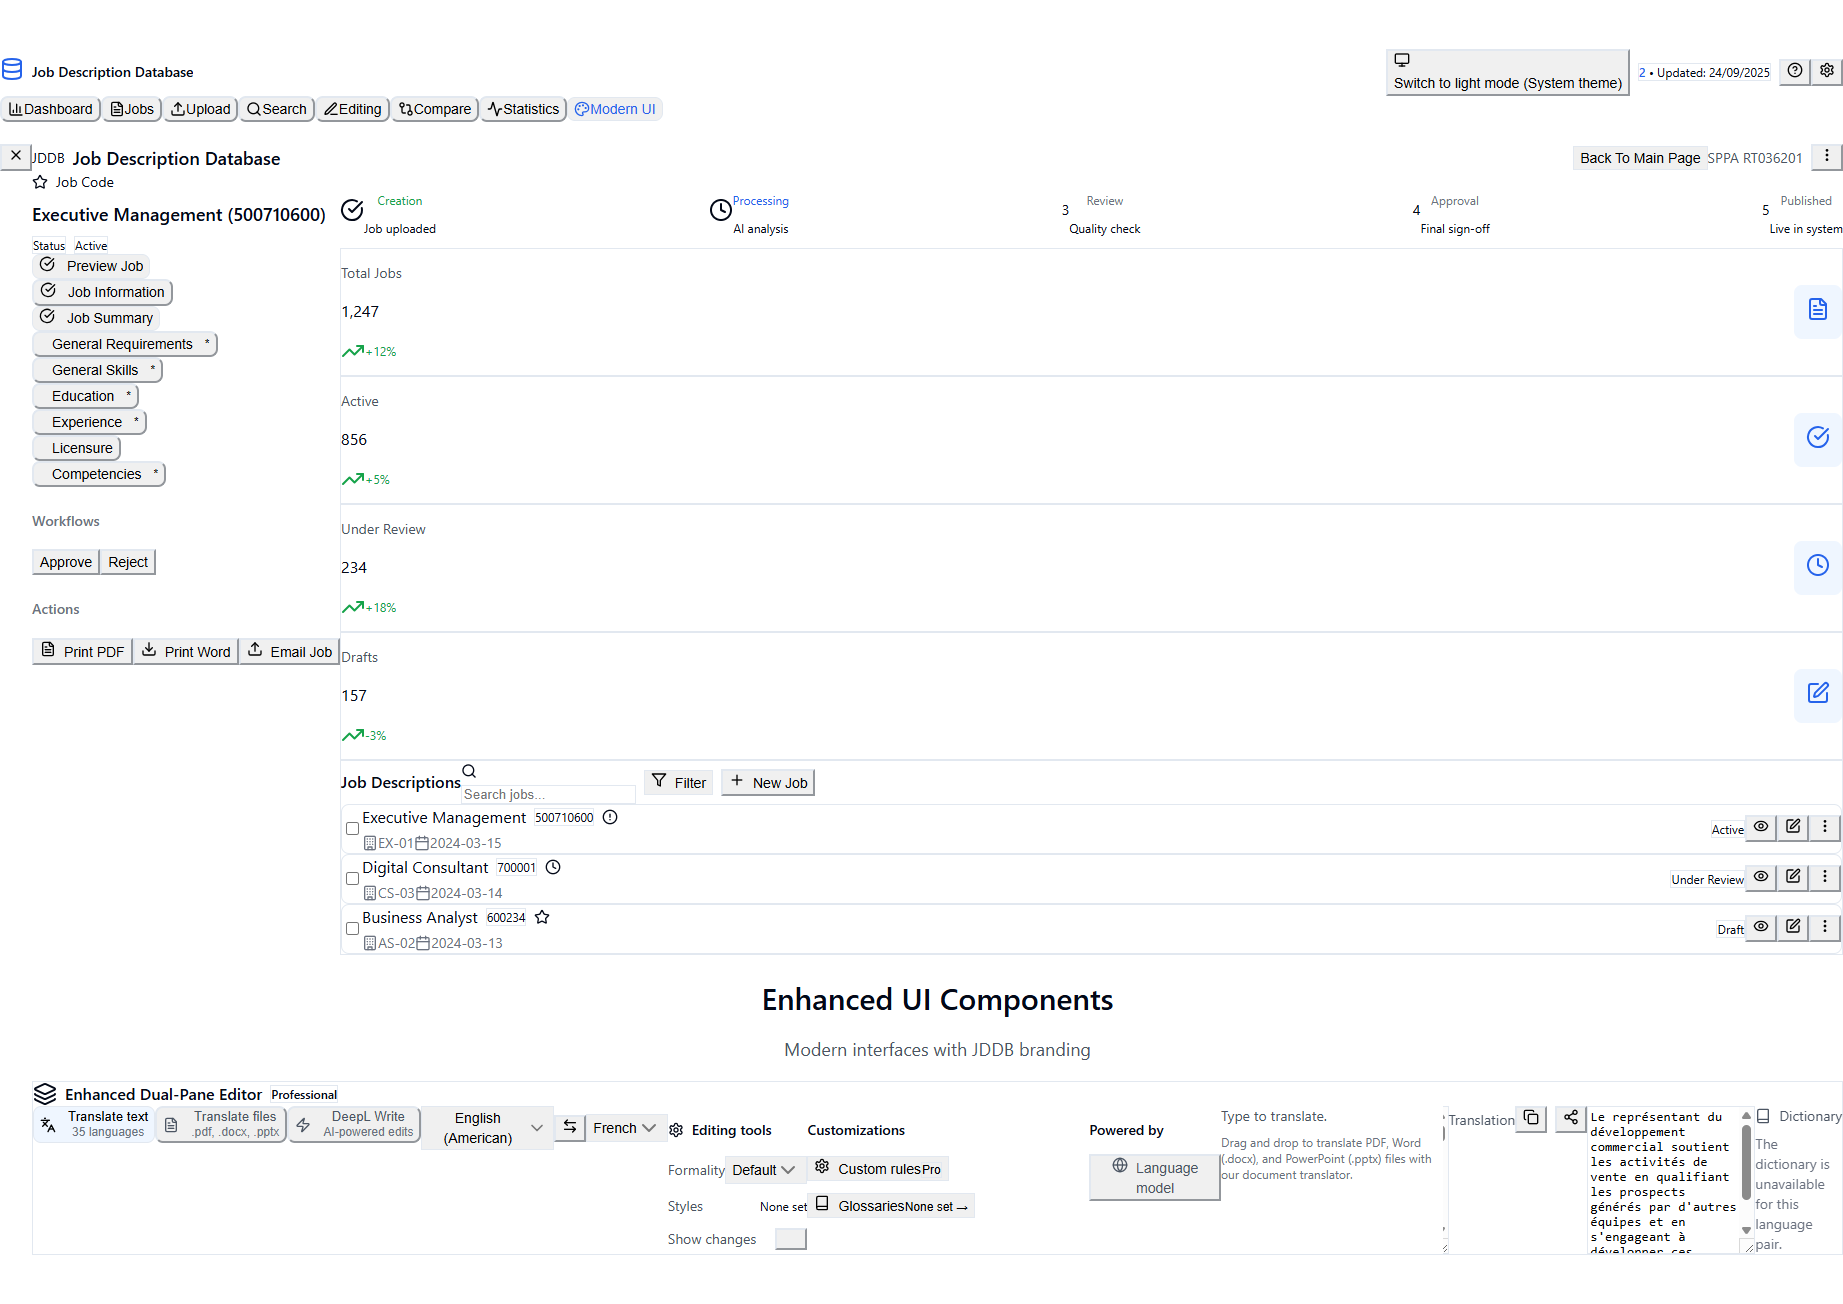 Job Description Database
Switch to light mode (System theme)
2 • Updated: 24/09/2025
Dashboard
Jobs
Upload
Search
Editing
Compare
Statistics
Modern UI
JDDB Job Description Database
Back To Main Page
SPPA RT036201
Job Code
Executive Management (500710600)
Status Active
Preview Job
Job Information
Job Summary
General Requirements *
General Skills *
Education *
Experience *
Licensure
Competencies *
Workflows
Approve
Reject
Actions
Print PDF
Print Word
Email Job
Creation
Job uploaded
Processing
AI analysis
3
Review
Quality check
4
Approval
Final sign-off
5
Published
Live in system
Total Jobs
1,247
+12%
Active
856
+5%
Under Review
234
+18%
Drafts
157
-3%
Job Descriptions
Search jobs...
Filter
New Job
Executive Management 500710600
EX-01 2024-03-15
Active
Digital Consultant 700001
CS-03 2024-03-14
Under Review
Business Analyst 600234
AS-02 2024-03-13
Draft
Enhanced UI Components
Modern interfaces with JDDB branding
Enhanced Dual-Pane Editor Professional
Translate text
35 languages
Translate files
.pdf, .docx, .pptx
DeepL Write
AI-powered edits
English
(American)
French
Editing tools
Formality Default
Styles None set
Show changes
Customizations
Custom rules Pro
Glossaries None set →
Powered by
Language
model
Type to translate.
Drag and drop to translate PDF, Word
(.docx), and PowerPoint (.pptx) files with
our document translator.
Translation
Le représentant du
développement
commercial soutient
les activités de
vente en qualifiant
les prospects
générés par d'autres
équipes et en
s'engageant à
développer ces
Dictionary
The
dictionary is
unavailable
for this
language
pair.